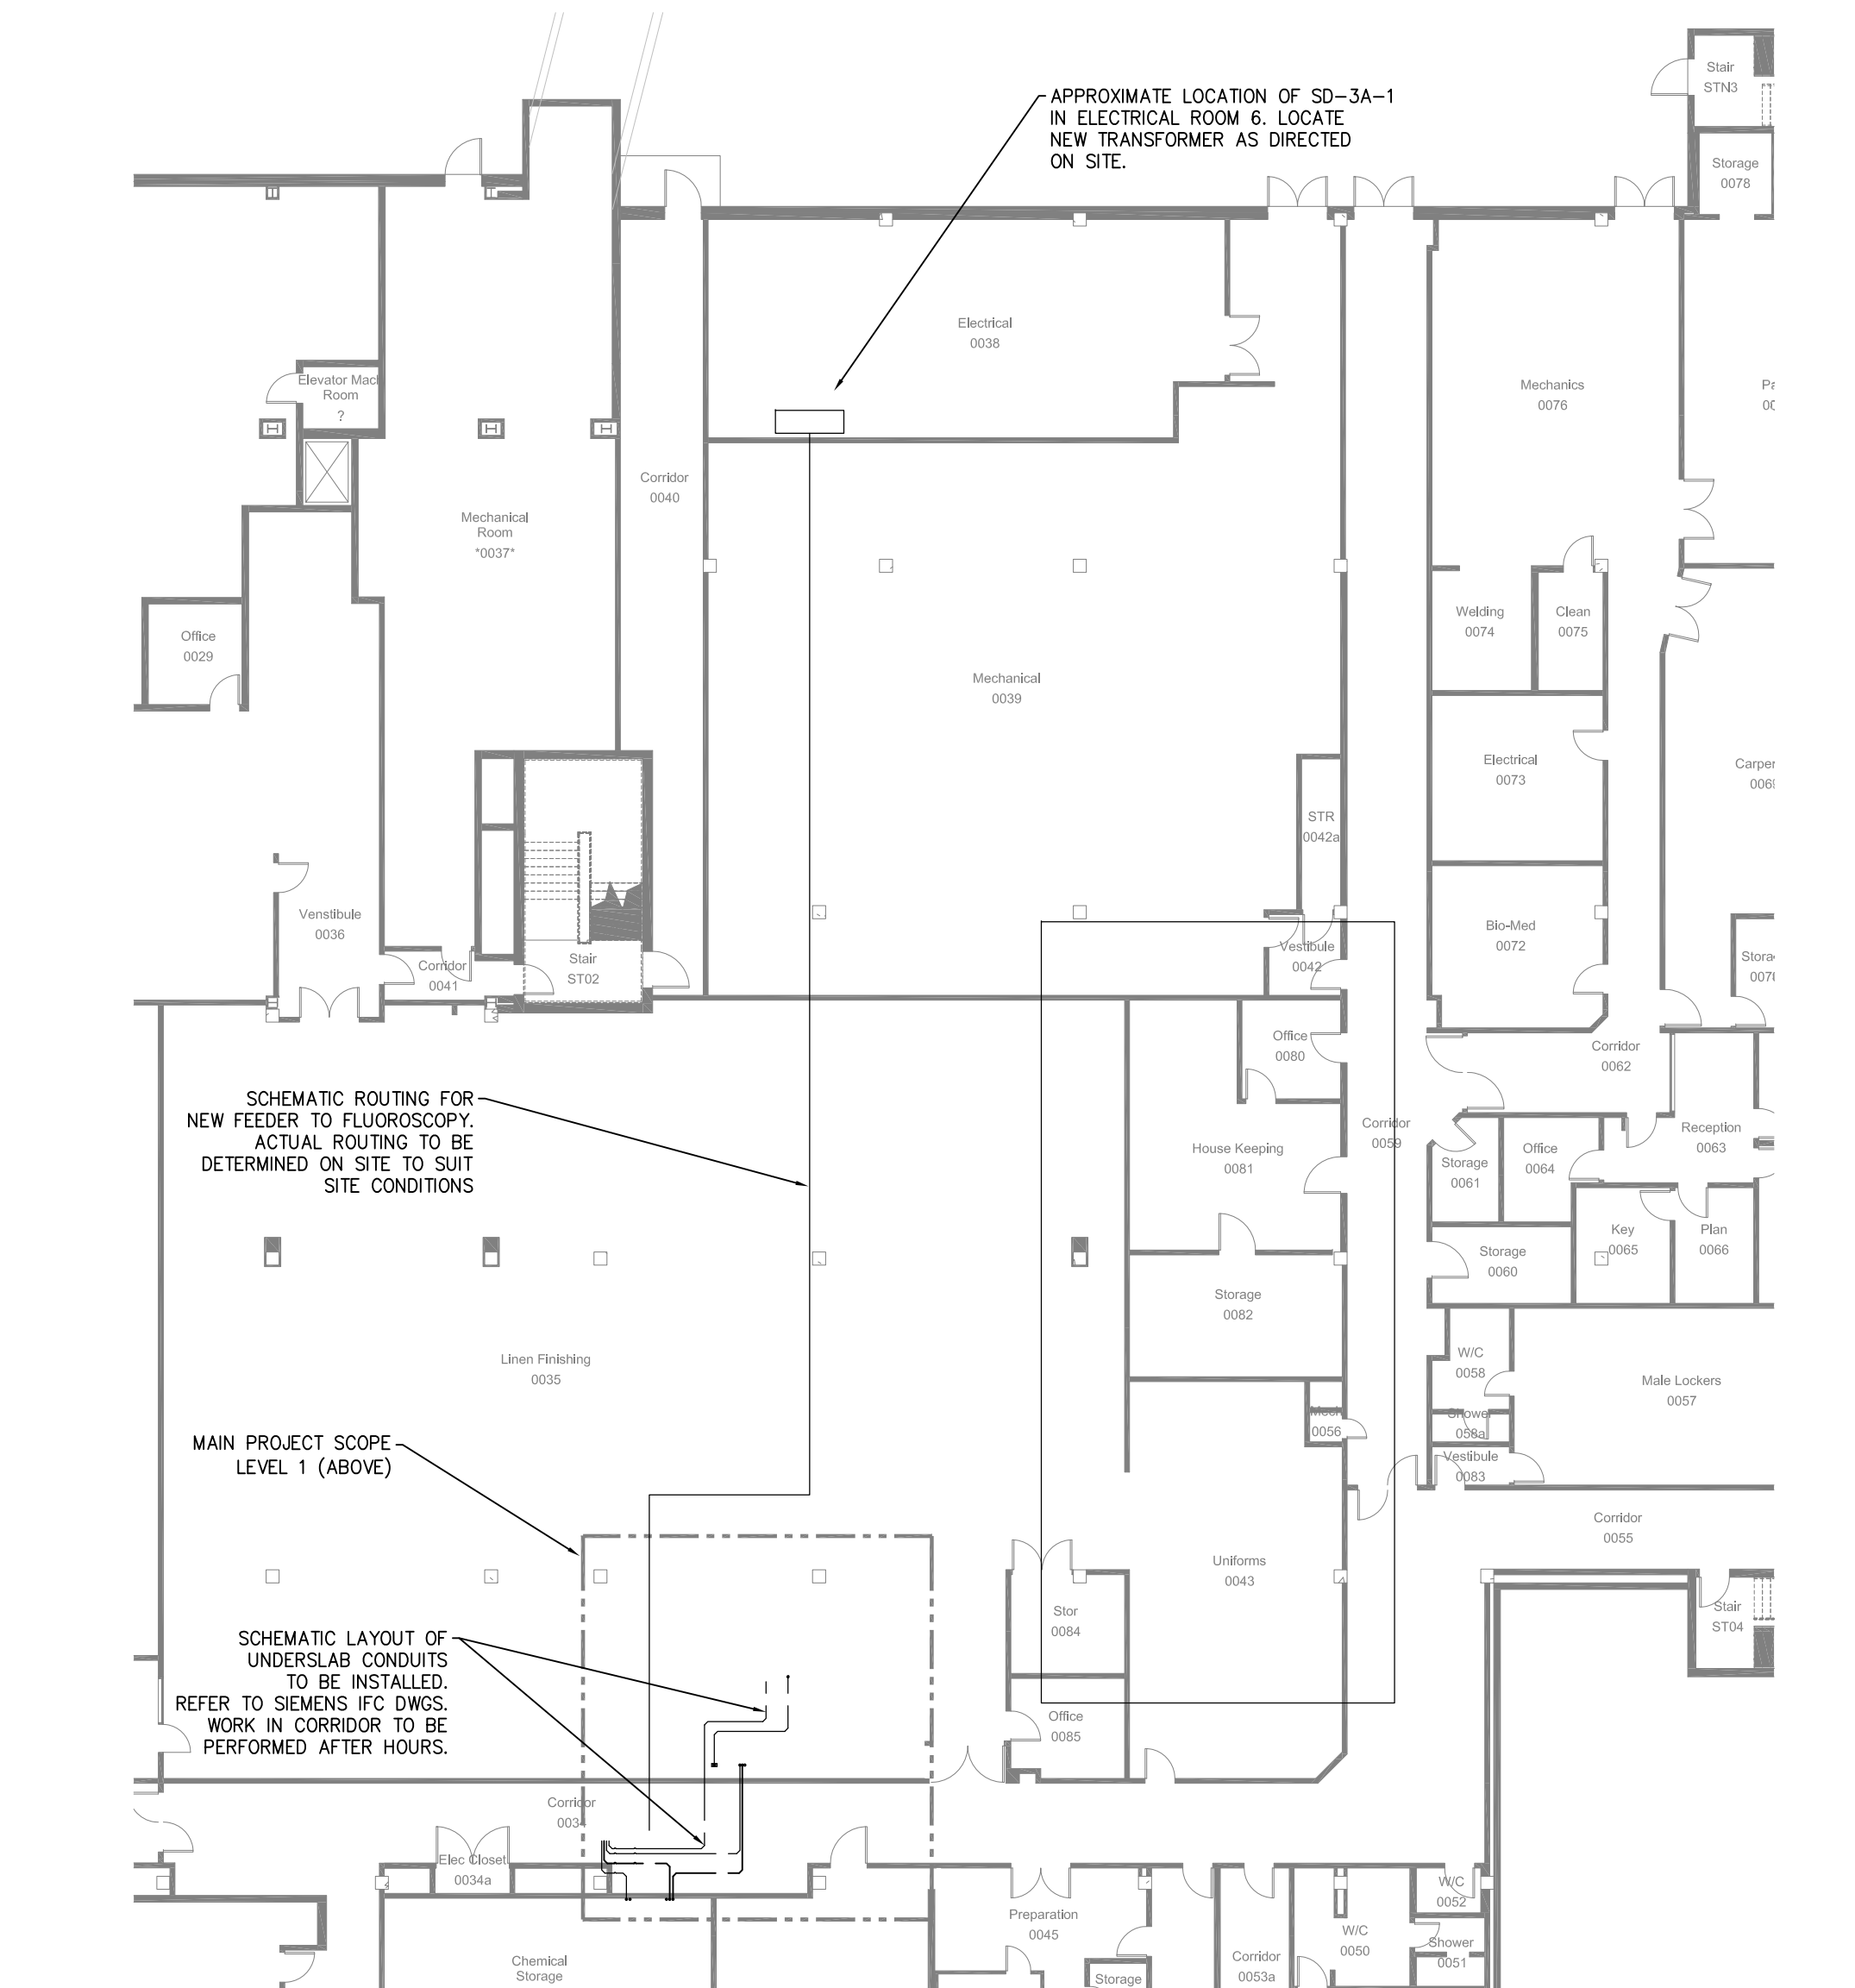 APPROXIMATE LOCATION OF SD-3A-1
IN ELECTRICAL ROOM 6. LOCATE
NEW TRANSFORMER AS DIRECTED
ON SITE.
Stair
STN3
Storage
0078
Electrical
0038
Elevator
Room
?
Mechanics
0076
Corridor
0040
Mechanical
Room
*0037*
Office
0029
Welding
0074
Clean
0075
Mechanical
0039
Electrical
0073
STR
0042a
Venstibule
0036
Corridor
0041
Stair
ST02
Vestibule
0042
Bio-Med
0072
Office
0080
Corridor
0062
SCHEMATIC ROUTING FOR
NEW FEEDER TO FLUOROSCOPY.
ACTUAL ROUTING TO BE
DETERMINED ON SITE TO SUIT
SITE CONDITIONS
House Keeping
0081
Corridor
0059
Storage
0061
Office
0064
Reception
0063
Key
0065
Plan
0066
Storage
0060
Storage
0082
Linen Finishing
0035
W/C
0058
Male Lockers
0057
Shower
058a
0056
Vestibule
0083
MAIN PROJECT SCOPE
LEVEL 1 (ABOVE)
Corridor
0055
Uniforms
0043
Stor
0084
Stair
ST04
SCHEMATIC LAYOUT OF
UNDERSLAB CONDUITS
TO BE INSTALLED.
REFER TO SIEMENS IFC DWGS.
WORK IN CORRIDOR TO BE
PERFORMED AFTER HOURS.
Office
0085
Corridor
0034
Elec Closet
0034a
Preparation
0045
W/C
0052
W/C
0050
Shower
0051
Corridor
0053a
Chemical
Storage
Storage